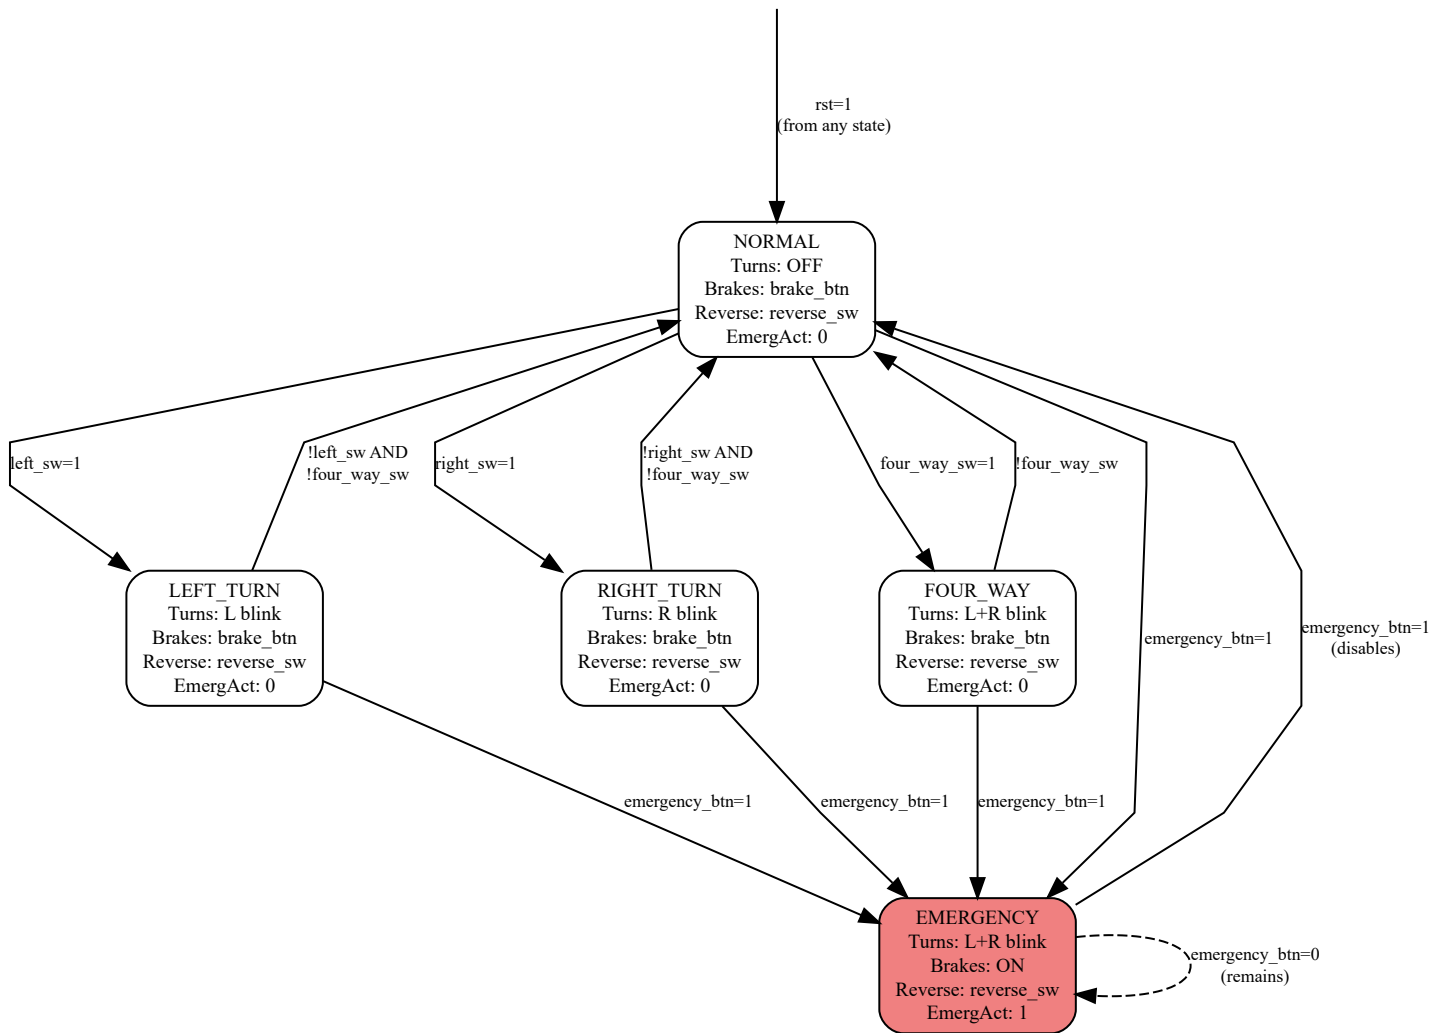 rst=1
(from any state)
NORMAL
Turns: OFF
Brakes: brake_btn
Reverse: reverse_sw
EmergAct: 0
left_sw=1
!left_sw AND
!four_way_sw
right_sw=1
!right_sw AND
!four_way_sw
four_way_sw=1
!four_way_sw
LEFT_TURN
Turns: L blink
Brakes: brake_btn
Reverse: reverse_sw
EmergAct: 0
RIGHT_TURN
Turns: R blink
Brakes: brake_btn
Reverse: reverse_sw
EmergAct: 0
FOUR_WAY
Turns: L+R blink
Brakes: brake_btn
Reverse: reverse_sw
EmergAct: 0
emergency_btn=1
emergency_btn=1
(disables)
emergency_btn=1
emergency_btn=1
emergency_btn=1
EMERGENCY
Turns: L+R blink
Brakes: ON
Reverse: reverse_sw
EmergAct: 1
emergency_btn=0
(remains)